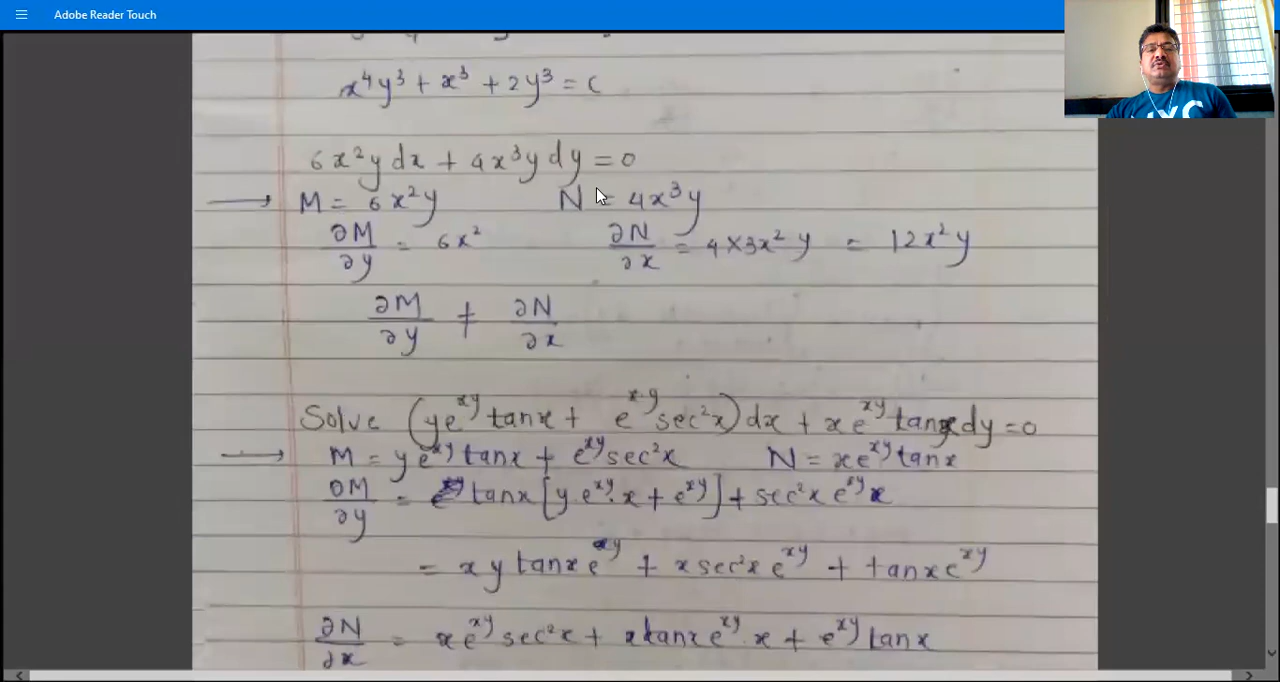 Adobe Reader Touch
x⁴y³ + x³ + 2y³ = C
6x²y dx + 4x³y dy = 0
→ M = 6x²y N = 4x³y
∂M/∂y = 6x² ∂N/∂x = 4×3x²y = 12x²y
∂M/∂y ≠ ∂N/∂x
Solve (ye^xy tanx + e^xy sec²x)dx + xe^xy tanx dy = 0
→ M = ye^xy tanx + e^xy sec²x N = xe^xy tanx
∂M/∂y = tanx[y.e^xy.x + e^xy] + sec²x e^xy x
= xy tanx e^xy + x sec²x e^xy + tanx e^xy
∂N/∂x = xe^xy sec²x + x tanx e^xy.x + e^xy tanx